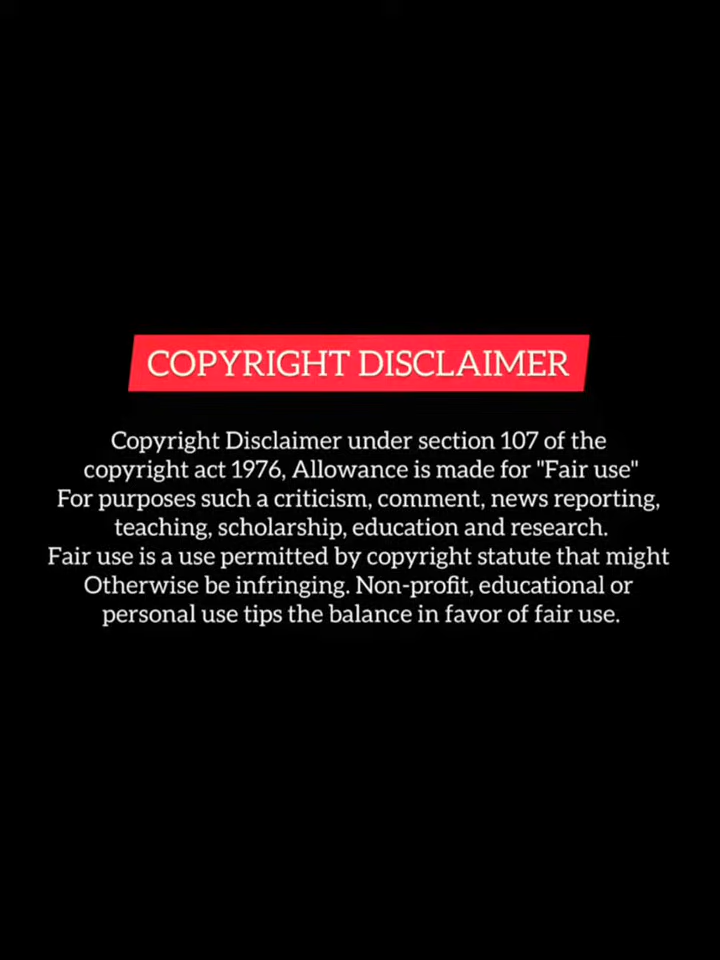 COPYRIGHT DISCLAIMER
Copyright Disclaimer under section 107 of the
copyright act 1976, Allowance is made for "Fair use"
For purposes such a criticism, comment, news reporting,
teaching, scholarship, education and research.
Fair use is a use permitted by copyright statute that might
Otherwise be infringing. Non-profit, educational or
personal use tips the balance in favor of fair use.